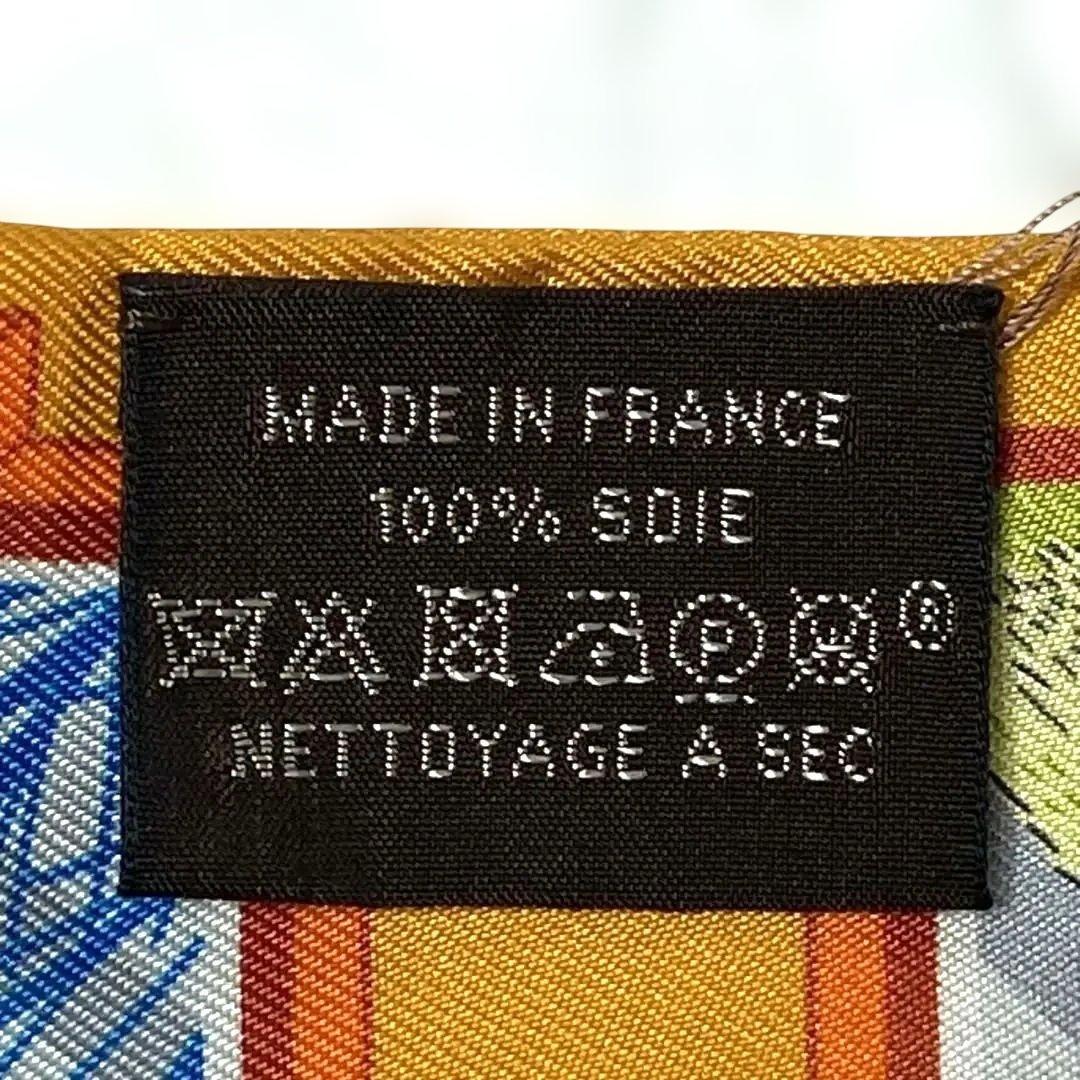 MADE IN FRANCE
100% SOIE
P ®
NETTOYAGE A SEC